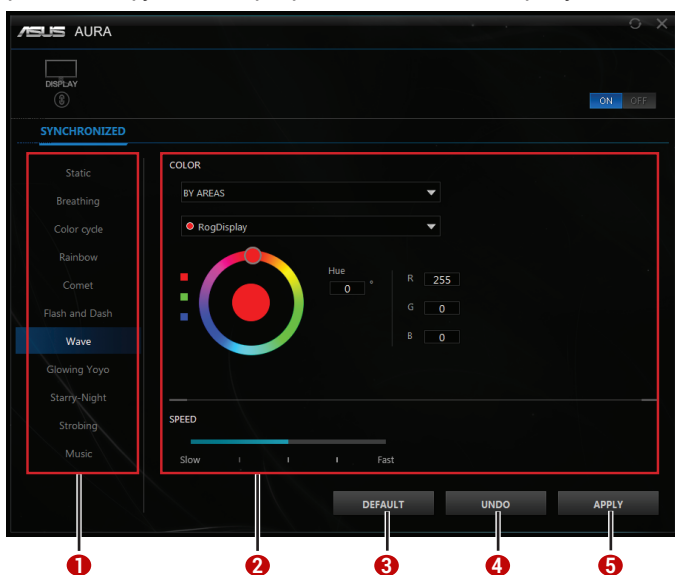 ASUS AURA
DISPLAY
ON OFF
SYNCHRONIZED
Static
Breathing
Color cycle
Rainbow
Comet
Flash and Dash
Wave
Glowing Yoyo
Starry-Night
Strobing
Music
COLOR
BY AREAS
RogDisplay
Hue
0 °
R 255
G 0
B 0
SPEED
Slow Fast
DEFAULT UNDO APPLY
1 2 3 4 5